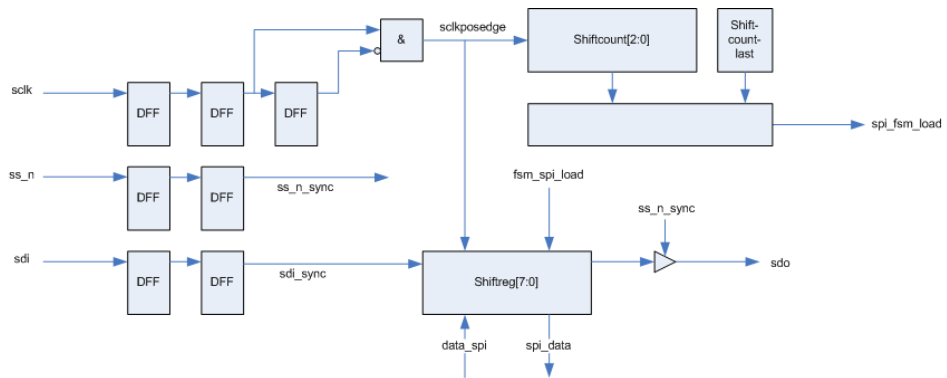 sclkposedge
&
Shiftcount[2:0]
Shift-
count-
last
sclk
DFF
DFF
DFF
spi_fsm_load
ss_n
DFF
DFF
ss_n_sync
fsm_spi_load
ss_n_sync
sdi
DFF
DFF
sdi_sync
Shiftreg[7:0]
sdo
data_spi
spi_data